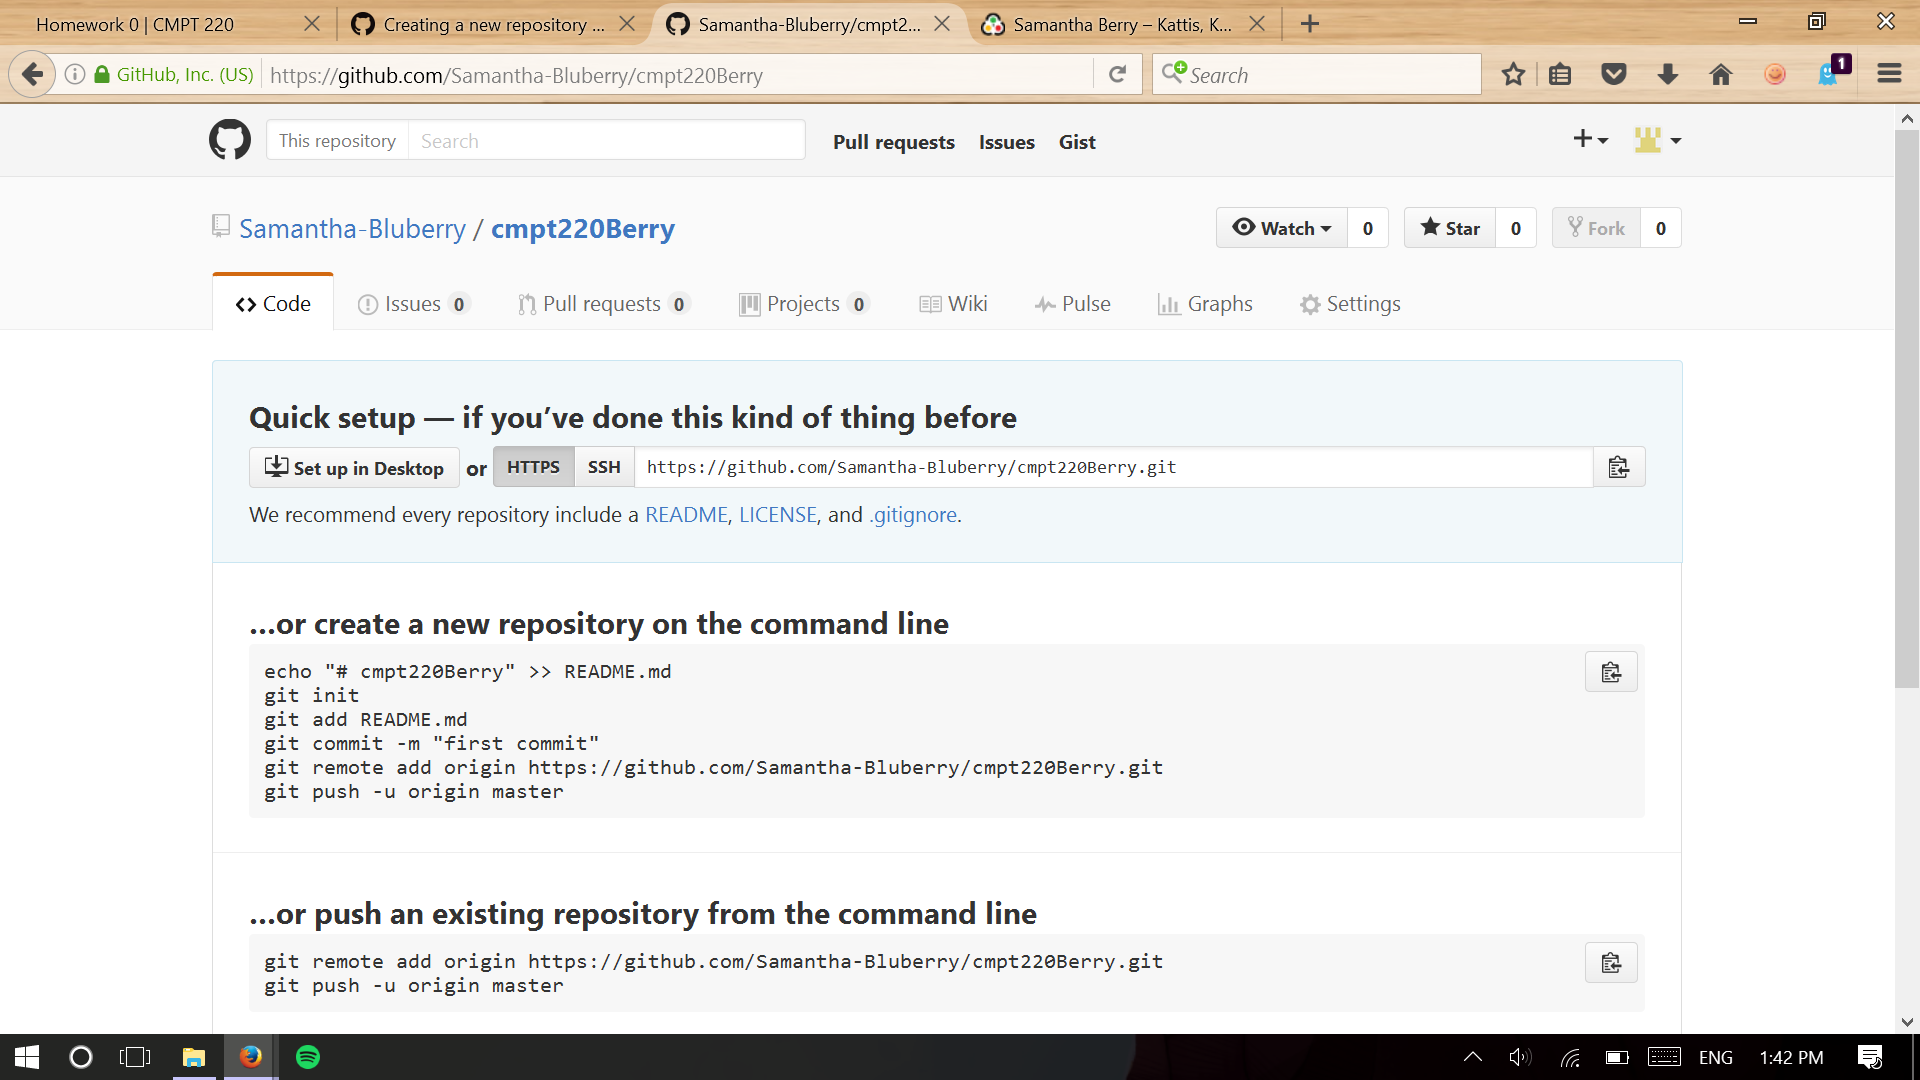 Homework 0 | CMPT 220
Creating a new repository ...
Samantha-Bluberry/cmpt2...
Samantha Berry – Kattis, K...
GitHub, Inc. (US)
https://github.com/Samantha-Bluberry/cmpt220Berry
Search
1
This repository
Search
Pull requests
Issues
Gist
Samantha-Bluberry / cmpt220Berry
Watch 0
Star 0
Fork 0
Code
Issues 0
Pull requests 0
Projects 0
Wiki
Pulse
Graphs
Settings
Quick setup — if you’ve done this kind of thing before
Set up in Desktop or HTTPS SSH https://github.com/Samantha-Bluberry/cmpt220Berry.git
We recommend every repository include a README, LICENSE, and .gitignore.
…or create a new repository on the command line
echo "# cmpt220Berry" >> README.md
git init
git add README.md
git commit -m "first commit"
git remote add origin https://github.com/Samantha-Bluberry/cmpt220Berry.git
git push -u origin master
…or push an existing repository from the command line
git remote add origin https://github.com/Samantha-Bluberry/cmpt220Berry.git
git push -u origin master
ENG
1:42 PM